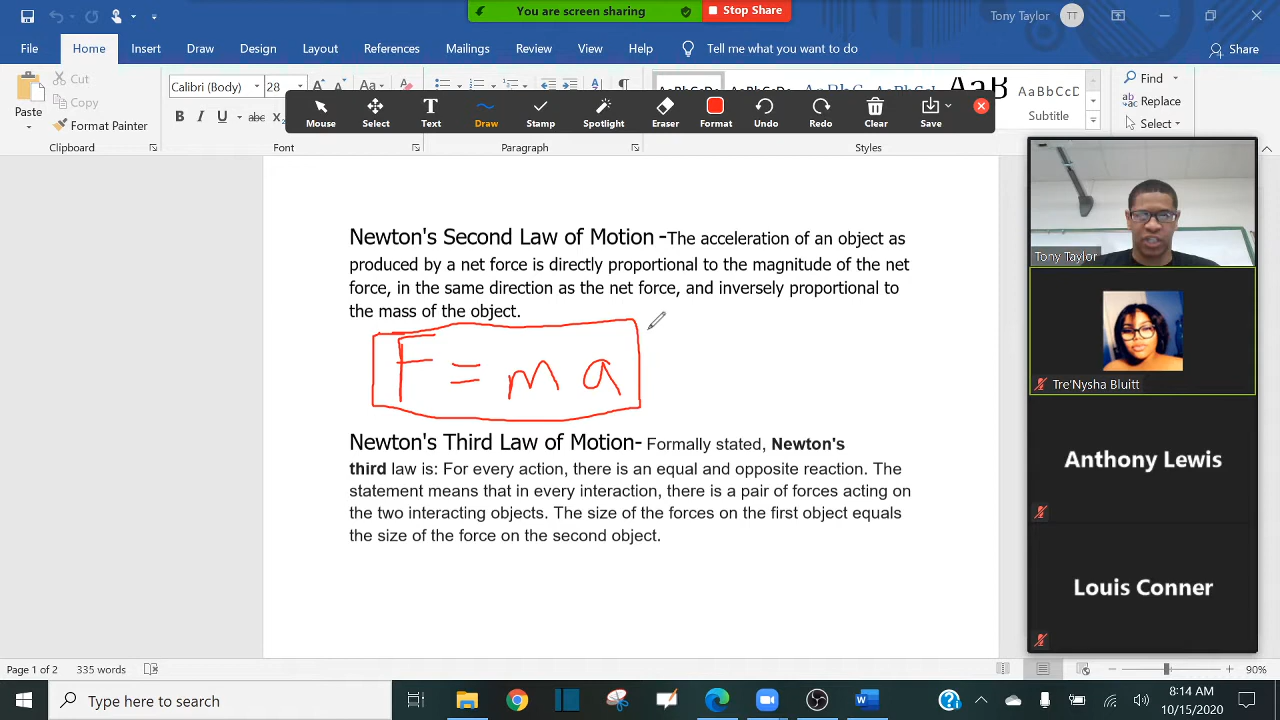 You are screen sharing
Stop Share
Tony Taylor
TT
File
Home
Insert
Draw
Design
Layout
References
Mailings
Review
View
Help
Tell me what you want to do
Share
Paste
Cut
Copy
Format Painter
Clipboard
Calibri (Body)
28
Aa
B I U abc x₂
Font
Paragraph
AaB
AaBbCcD
Subtitle
Styles
Find
Replace
Select
Mouse
Select
Text
Draw
Stamp
Spotlight
Eraser
Format
Undo
Redo
Clear
Save
Newton's Second Law of Motion -The acceleration of an object as
produced by a net force is directly proportional to the magnitude of the net
force, in the same direction as the net force, and inversely proportional to
the mass of the object.
F = m a
Newton's Third Law of Motion- Formally stated, Newton's
third law is: For every action, there is an equal and opposite reaction. The
statement means that in every interaction, there is a pair of forces acting on
the two interacting objects. The size of the forces on the first object equals
the size of the force on the second object.
Tony Taylor
Tre'Nysha Bluitt
Anthony Lewis
Louis Conner
Page 1 of 2
335 words
90%
Type here to search
8:14 AM
10/15/2020